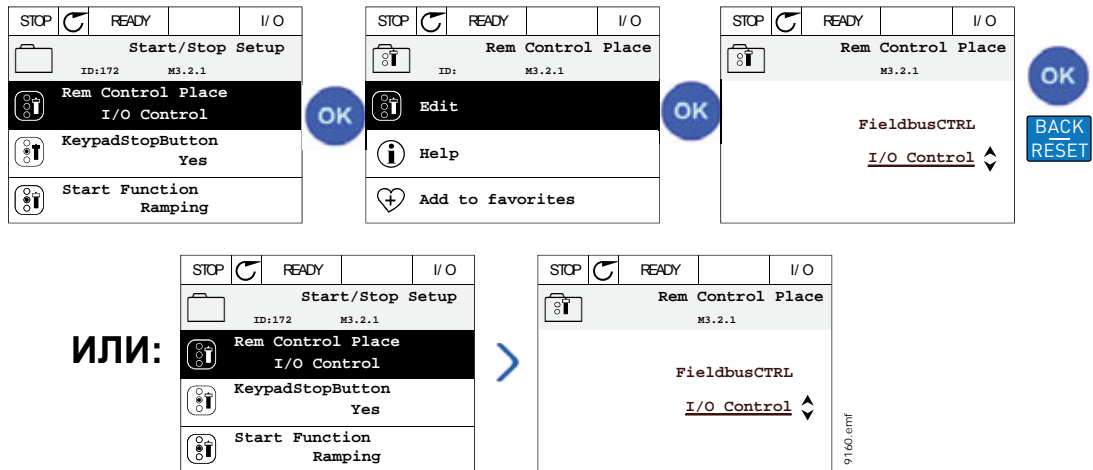 STOP READY I/O
Start/Stop Setup
ID:172 M3.2.1
Rem Control Place
I/O Control
KeypadStopButton
Yes
Start Function
Ramping
OK
STOP READY I/O
Rem Control Place
ID: M3.2.1
Edit
Help
Add to favorites
OK
STOP READY I/O
Rem Control Place
M3.2.1
FieldbusCTRL
I/O Control
OK
BACK
RESET
ИЛИ:
STOP READY I/O
Start/Stop Setup
ID:172 M3.2.1
Rem Control Place
I/O Control
KeypadStopButton
Yes
Start Function
Ramping
STOP READY I/O
Rem Control Place
M3.2.1
FieldbusCTRL
I/O Control
9160.emf